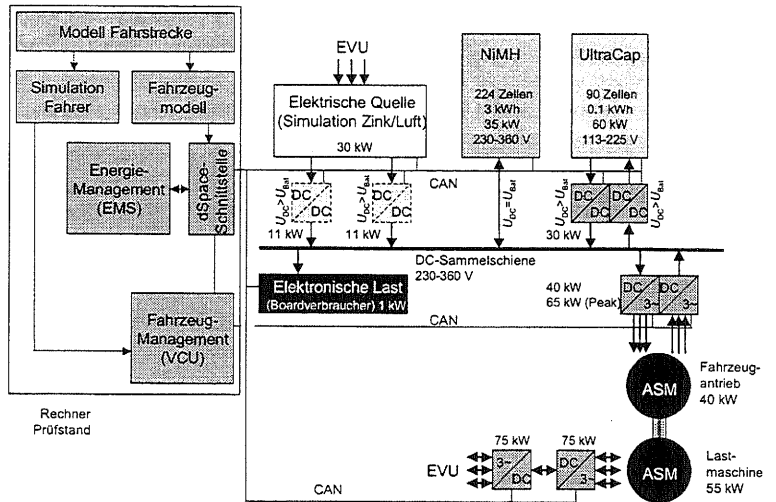 Modell Fahrstrecke
Simulation
Fahrer
Fahrzeug-
modell
Energie-
Management
(EMS)
dSpace-
Schnittstelle
Fahrzeug-
Management
(VCU)
Rechner
Prüfstand
EVU
Elektrische Quelle
(Simulation Zink/Luft)
30 kW
NiMH
224 Zellen
3 kWh
35 kW
230-360 V
UltraCap
90 Zellen
0.1 kWh
60 kW
113-225 V
CAN
U_DC>U_Bat
DC
DC
11 kW
U_DC>U_Bat
DC
DC
11 kW
U_DC=U_Bat
U_DC>U_Bat
DC
DC
DC
DC
U_DC>U_Bat
30 kW
DC-Sammelschiene
230-360 V
Elektronische Last
(Boardverbraucher) 1 kW
40 kW
65 kW (Peak)
DC
3~
DC
3~
CAN
ASM
Fahrzeug-
antrieb
40 kW
75 kW
75 kW
EVU
3~
DC
DC
3~
ASM
Last-
maschine
55 kW
CAN